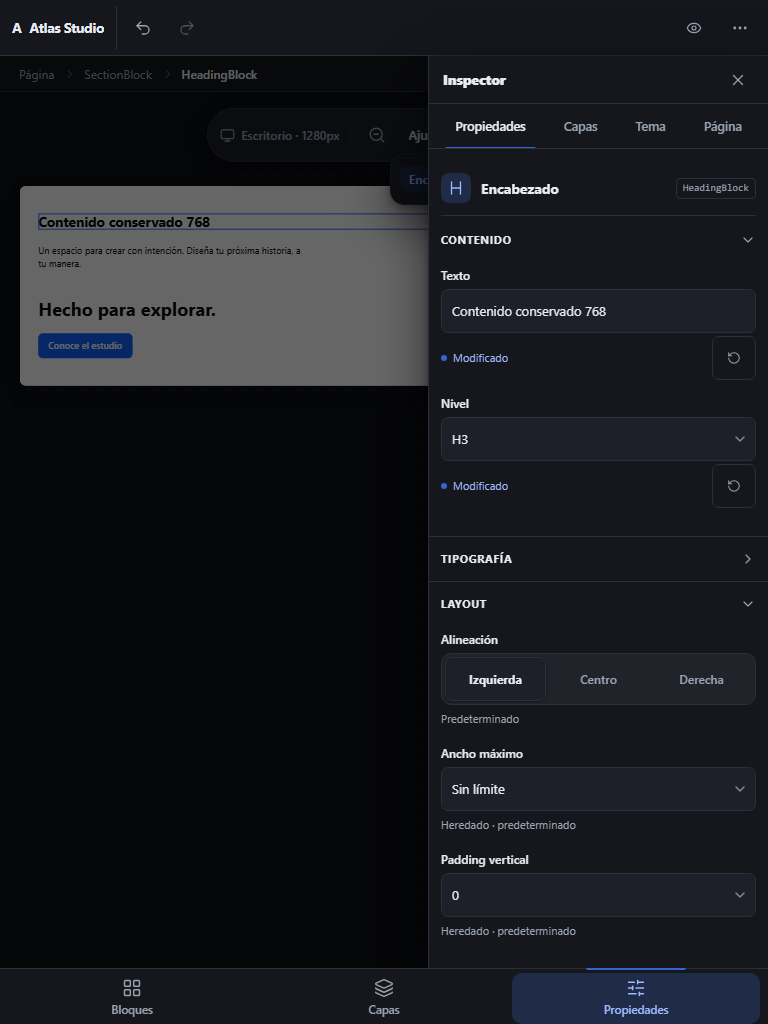 A Atlas Studio
Página
SectionBlock
HeadingBlock
Escritorio · 1280px
Contenido conservado 768
Un espacio para crear con intención. Diseña tu próxima historia, a
tu manera.
Hecho para explorar.
Conoce el estudio
Inspector
Propiedades
Capas
Tema
Página
H
Encabezado
HeadingBlock
CONTENIDO
Texto
Contenido conservado 768
Modificado
Nivel
H3
Modificado
TIPOGRAFÍA
LAYOUT
Alineación
Izquierda
Centro
Derecha
Predeterminado
Ancho máximo
Sin límite
Heredado · predeterminado
Padding vertical
0
Heredado · predeterminado
Bloques
Capas
Propiedades